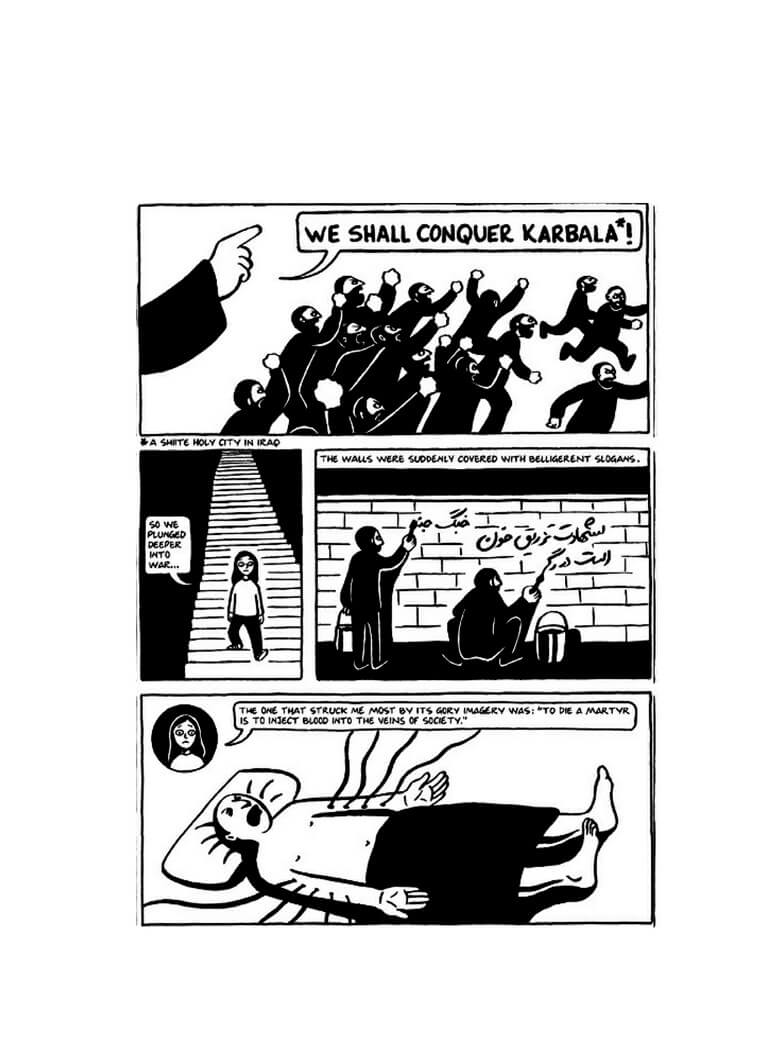 WE SHALL CONQUER KARBALA*!
*A SHIITE HOLY CITY IN IRAQ
SO WE
PLUNGED
DEEPER
INTO
WAR...
THE WALLS WERE SUDDENLY COVERED WITH BELLIGERENT SLOGANS.
جنگ
شهادت تزریق خون
است در رگ
THE ONE THAT STRUCK ME MOST BY ITS GORY IMAGERY WAS: "TO DIE A MARTYR
IS TO INJECT BLOOD INTO THE VEINS OF SOCIETY."